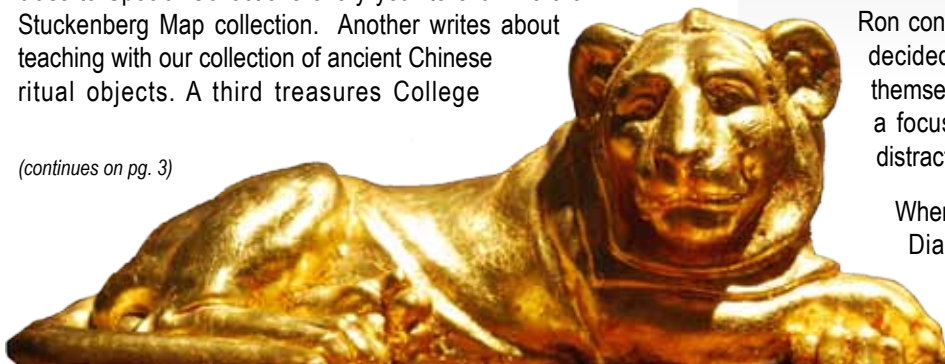 Stuckenberg Map collection. Another writes about
teaching with our collection of ancient Chinese
ritual objects. A third treasures College
(continues on pg. 3)
Ron con
decided
themse
a focus
distract
When
Dia